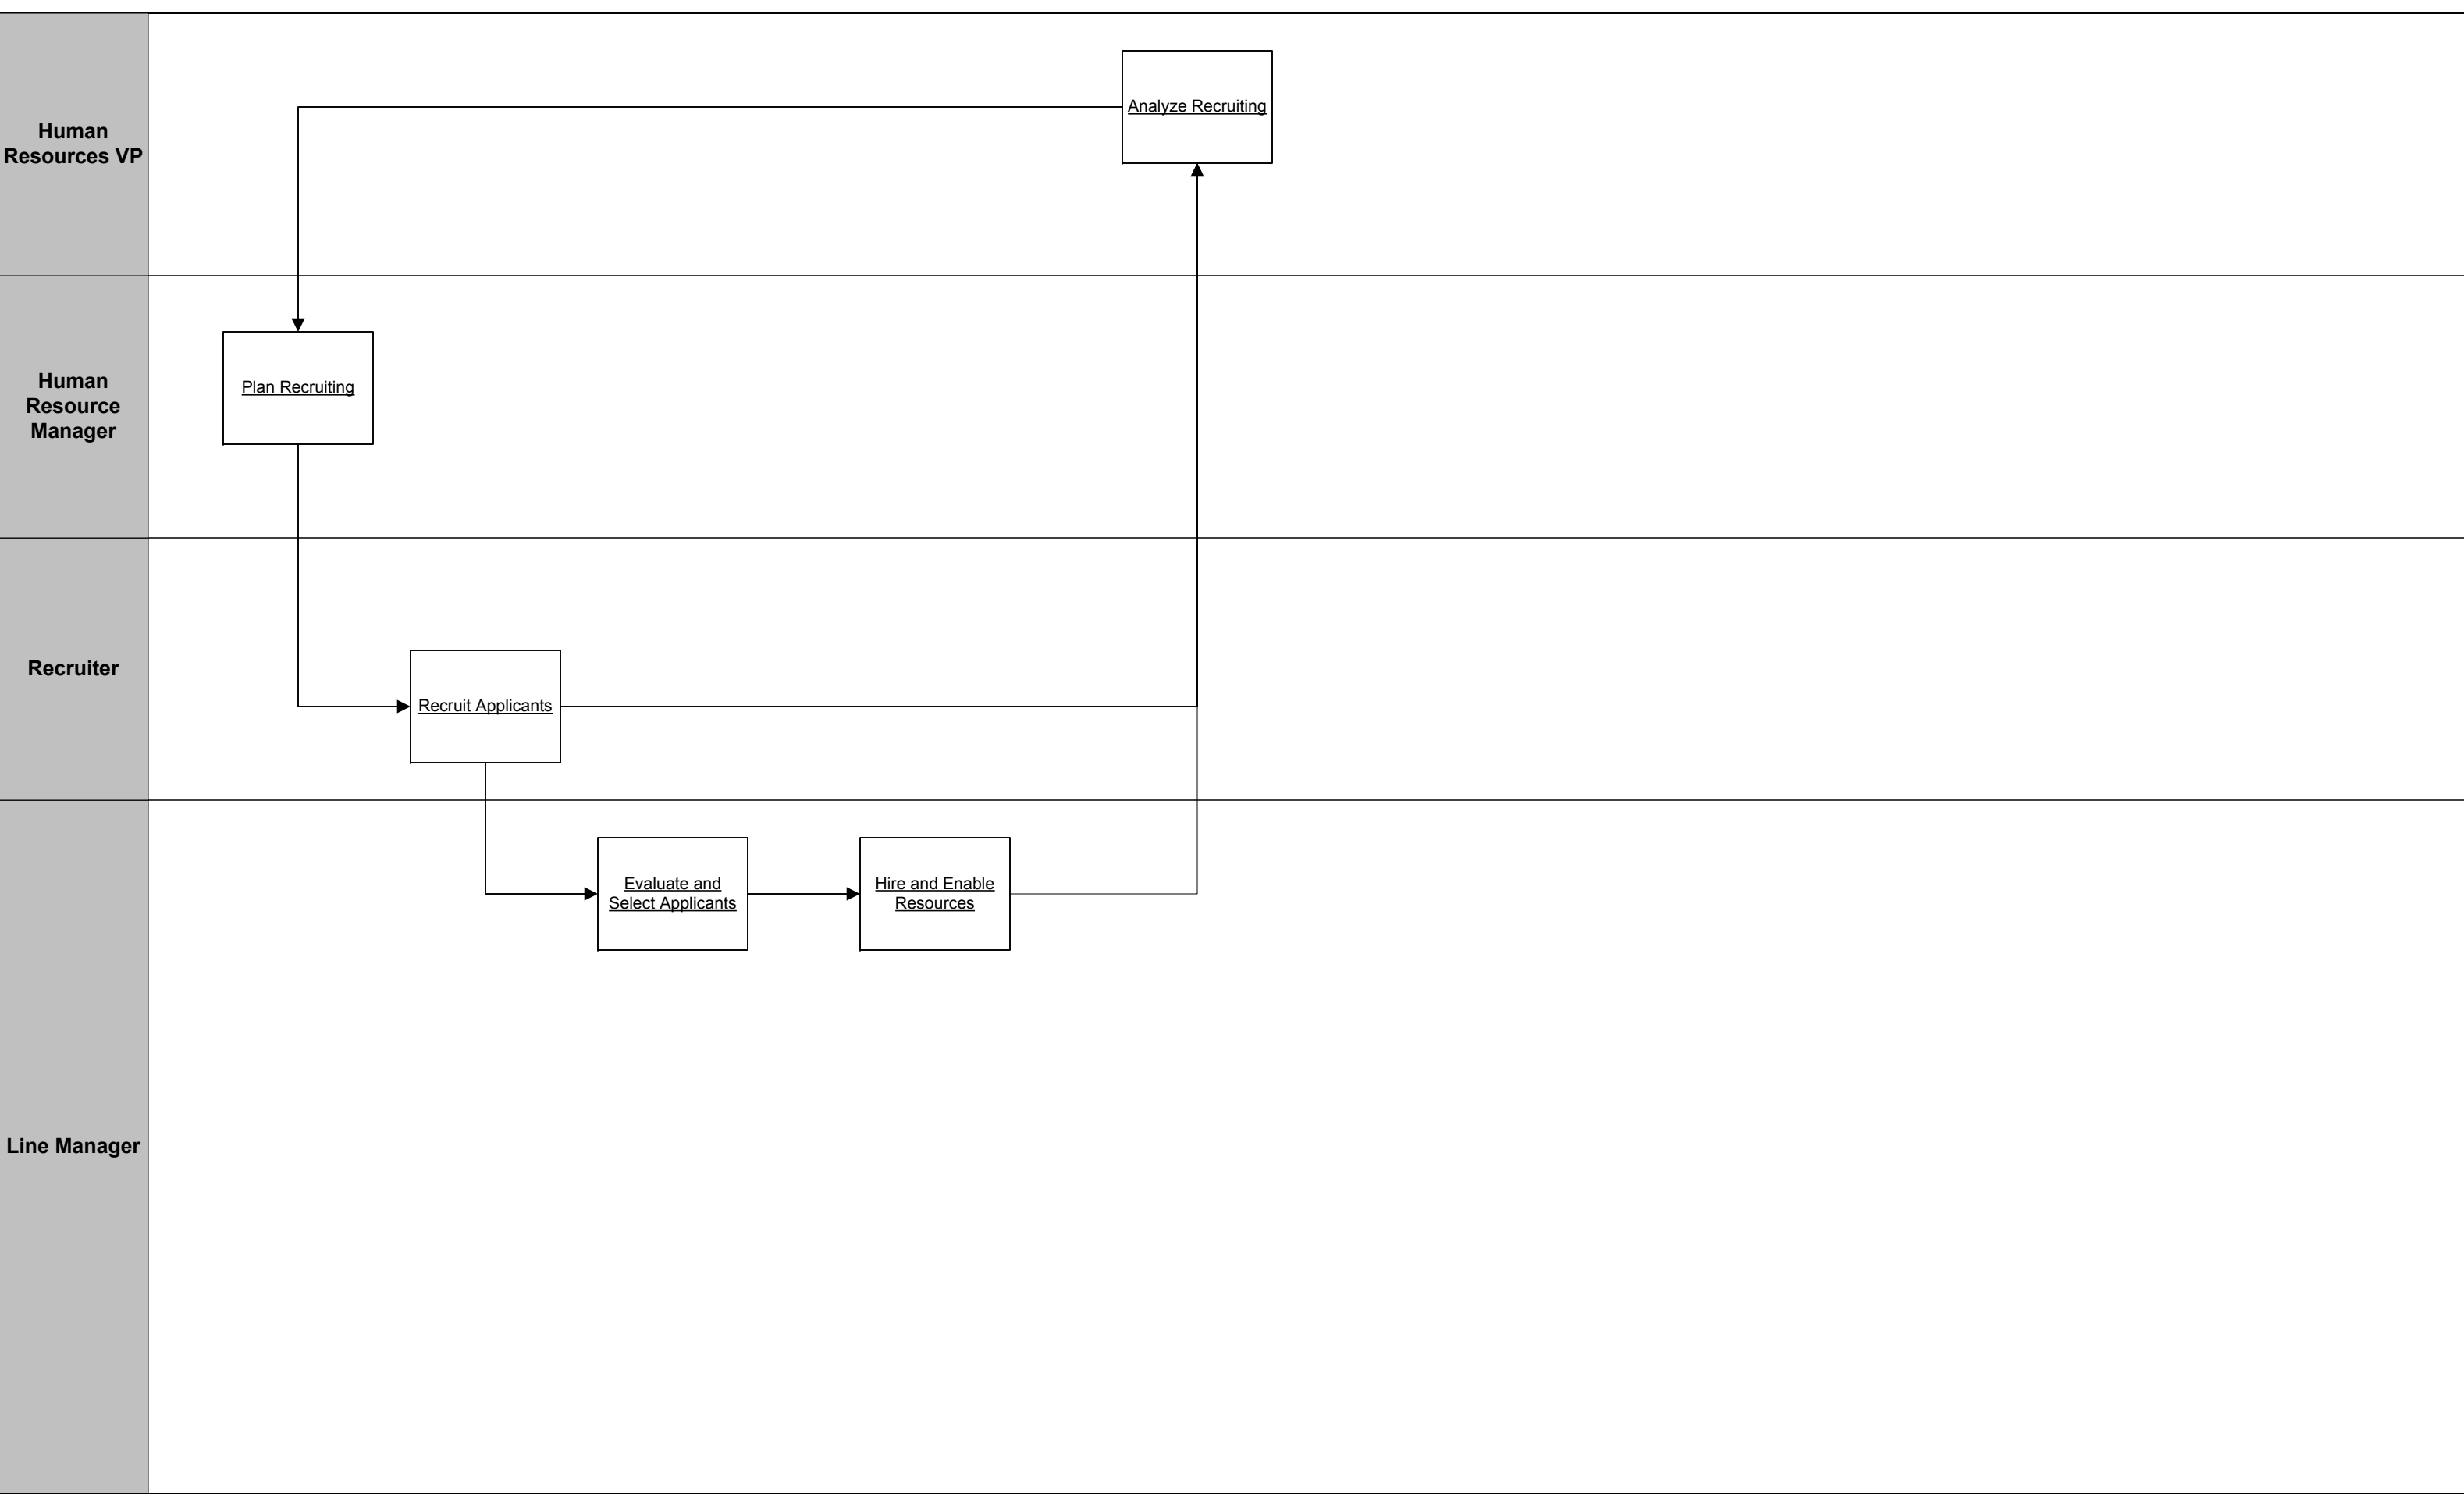 Human
Resources VP
Analyze Recruiting
Human
Resource
Manager
Plan Recruiting
Recruiter
Recruit Applicants
Line Manager
Evaluate and
Select Applicants
Hire and Enable
Resources